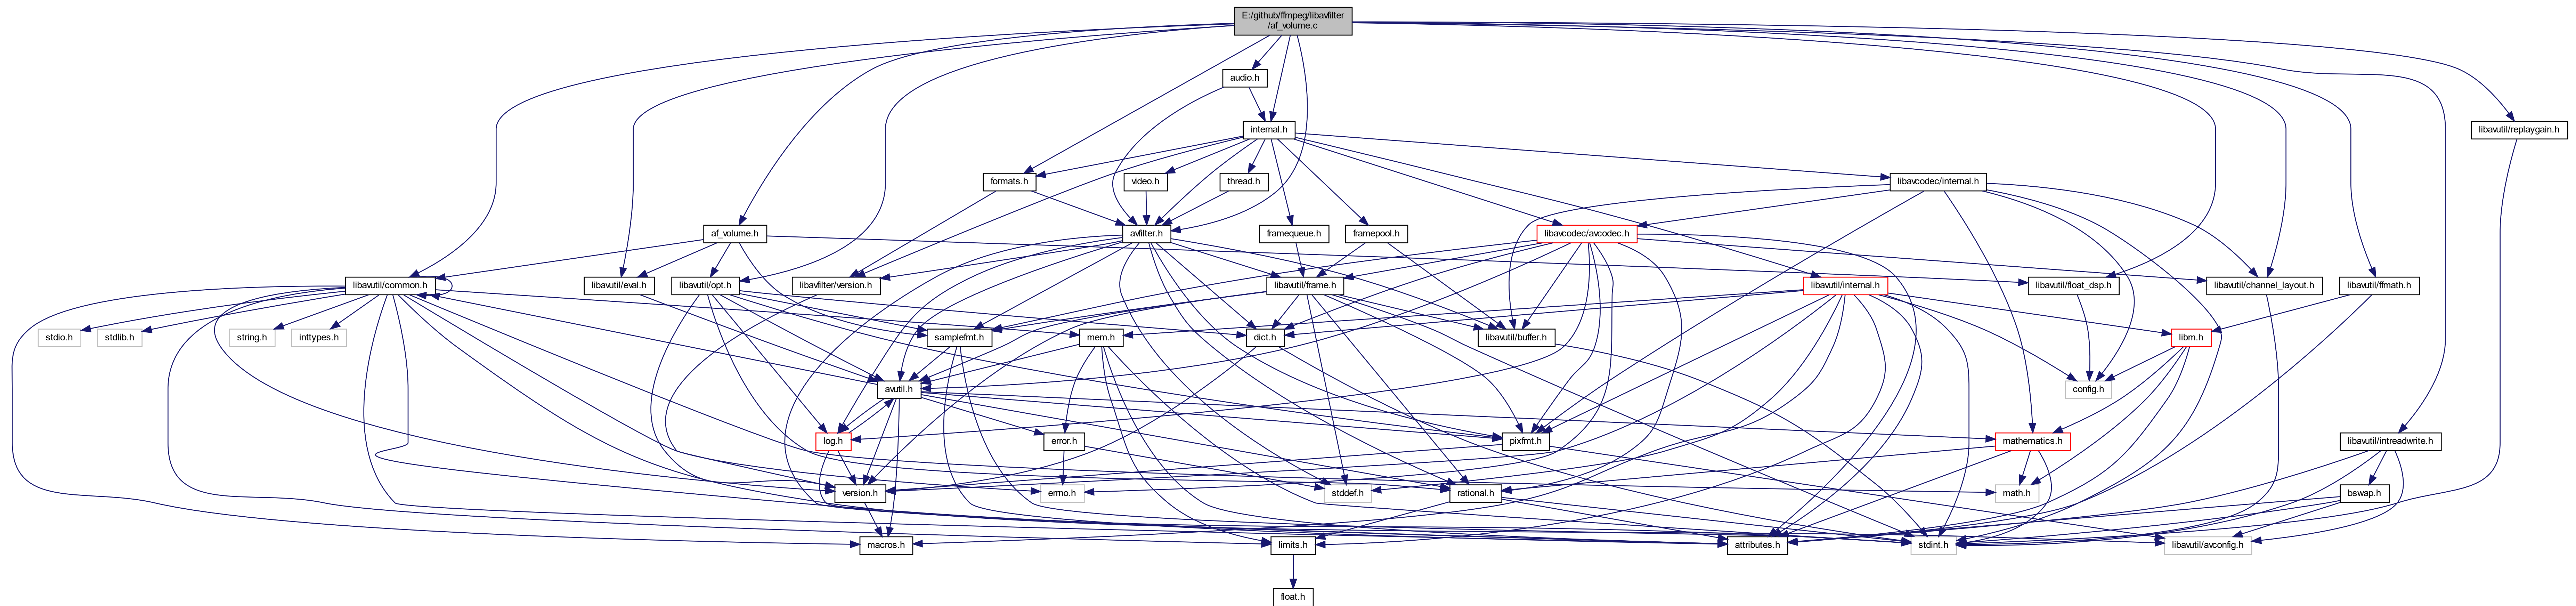 E:/github/ffmpeg/libavfilter
/af_volume.c
audio.h
internal.h
libavutil/replaygain.h
formats.h
video.h
thread.h
libavcodec/internal.h
af_volume.h
avfilter.h
framequeue.h
framepool.h
libavcodec/avcodec.h
libavutil/common.h
libavutil/eval.h
libavutil/opt.h
libavfilter/version.h
libavutil/frame.h
libavutil/internal.h
libavutil/float_dsp.h
libavutil/channel_layout.h
libavutil/ffmath.h
stdio.h
stdlib.h
string.h
inttypes.h
samplefmt.h
mem.h
dict.h
libavutil/buffer.h
libm.h
avutil.h
config.h
log.h
error.h
pixfmt.h
mathematics.h
libavutil/intreadwrite.h
version.h
errno.h
stddef.h
rational.h
math.h
bswap.h
macros.h
limits.h
attributes.h
stdint.h
libavutil/avconfig.h
float.h